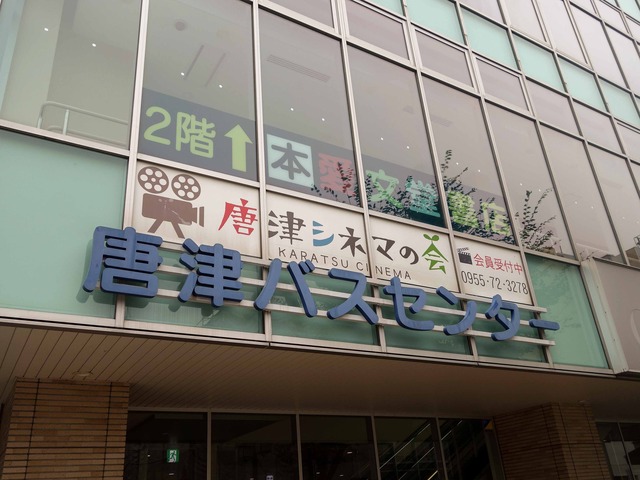 2階↑ 本 愛文堂書店
唐津シネマの会
KARATSU CINEMA
会員受付中
0955-72-3278
唐津バスセンター